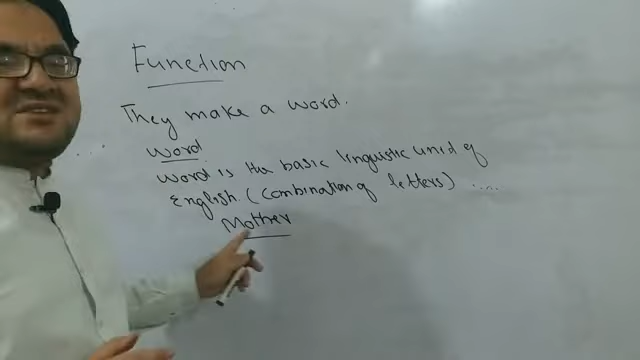 Function
They make a word.
word
word is the basic linguistic unit of
English. (Combination of letters) ....
Mother